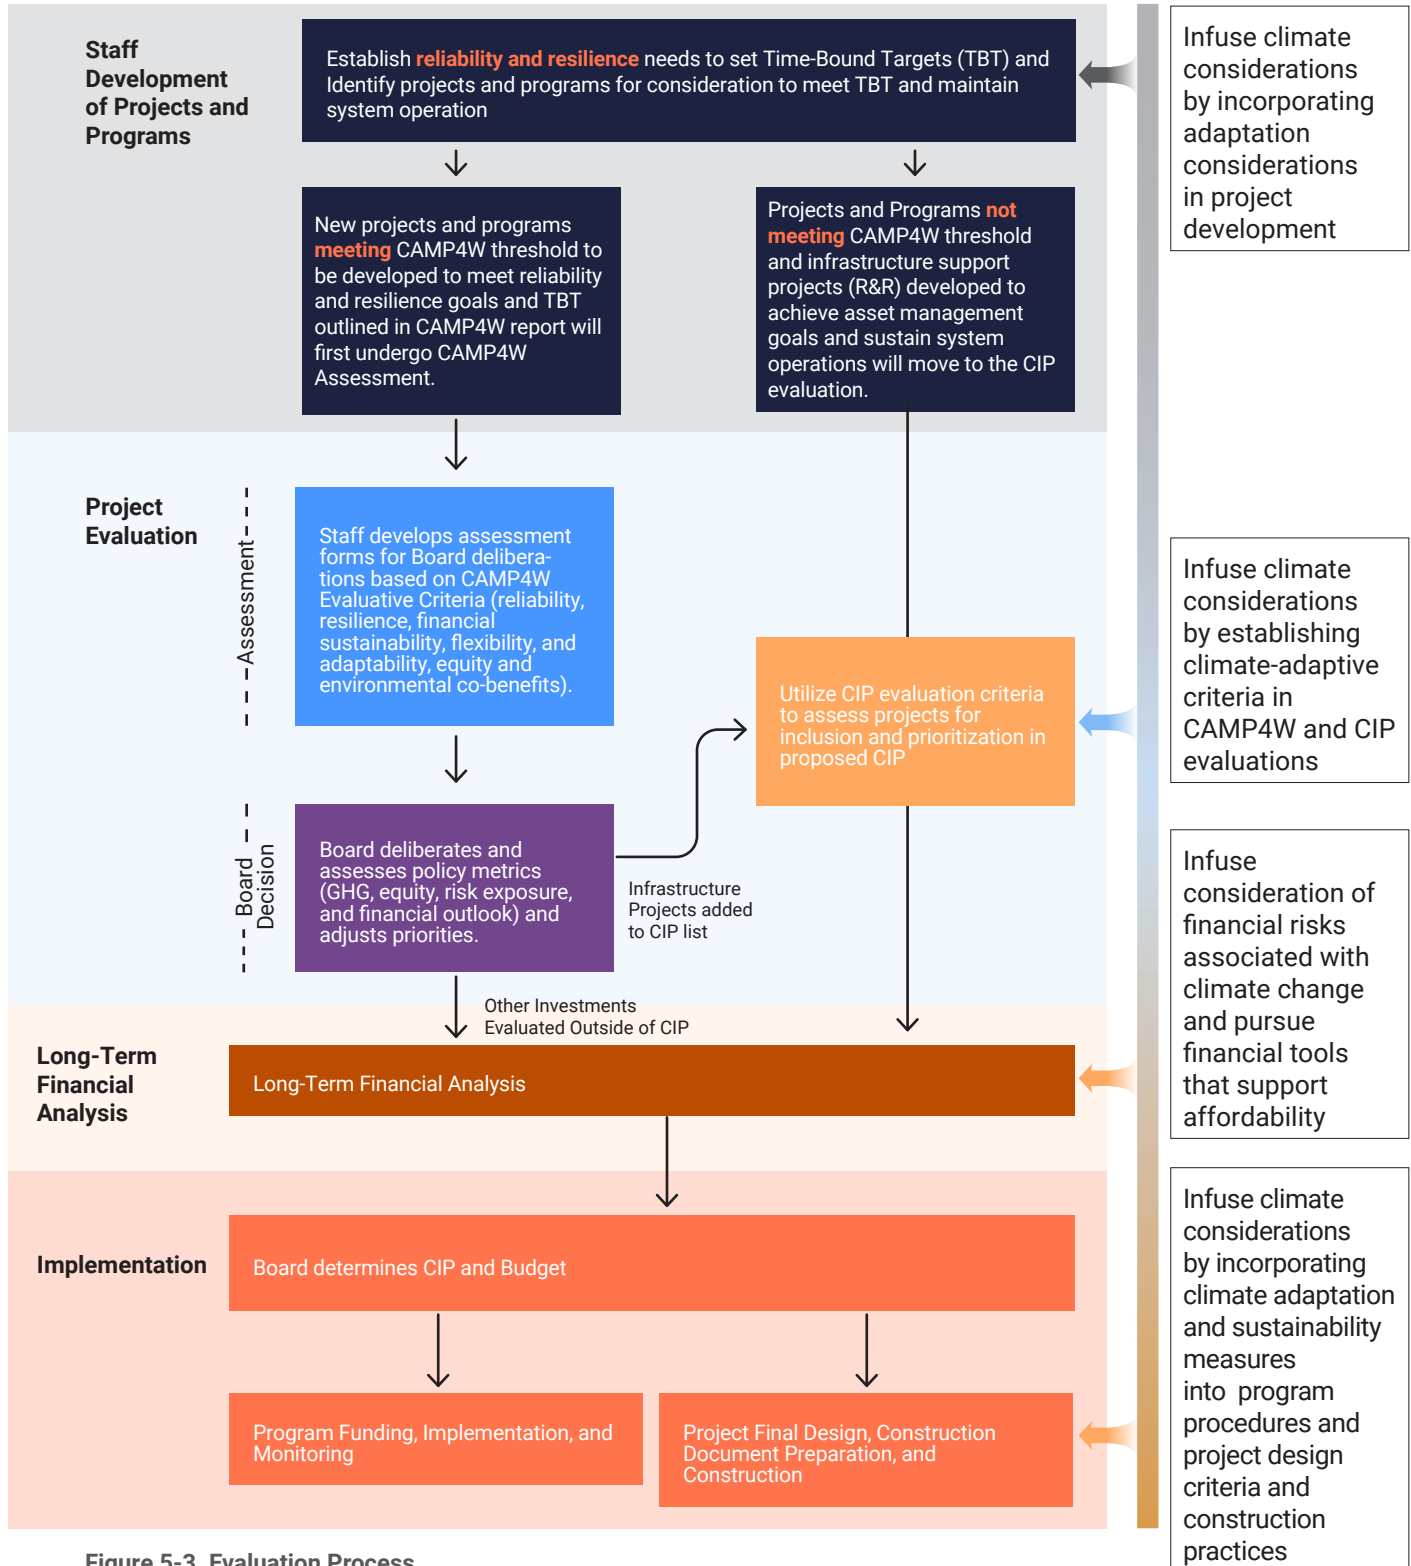 Staff
Development
of Projects and
Programs
Establish reliability and resilience needs to set Time-Bound Targets (TBT) and
Identify projects and programs for consideration to meet TBT and maintain
system operation
Infuse climate
considerations
by incorporating
adaptation
considerations
in project
development
New projects and programs
meeting CAMP4W threshold to
be developed to meet reliability
and resilience goals and TBT
outlined in CAMP4W report will
first undergo CAMP4W
Assessment.
Projects and Programs not
meeting CAMP4W threshold
and infrastructure support
projects (R&R) developed to
achieve asset management
goals and sustain system
operations will move to the CIP
evaluation.
Project
Evaluation
Assessment
Staff develops assessment
forms for Board delibera-
tions based on CAMP4W
Evaluative Criteria (reliability,
resilience, financial
sustainability, flexibility, and
adaptability, equity and
environmental co-benefits).
Utilize CIP evaluation criteria
to assess projects for
inclusion and prioritization in
proposed CIP
Infuse climate
considerations
by establishing
climate-adaptive
criteria in
CAMP4W and CIP
evaluations
Board
Decision
Board deliberates and
assesses policy metrics
(GHG, equity, risk exposure,
and financial outlook) and
adjusts priorities.
Infrastructure
Projects added
to CIP list
Other Investments
Evaluated Outside of CIP
Infuse
consideration of
financial risks
associated with
climate change
and pursue
financial tools
that support
affordability
Long-Term
Financial
Analysis
Long-Term Financial Analysis
Implementation
Board determines CIP and Budget
Program Funding, Implementation, and
Monitoring
Project Final Design, Construction
Document Preparation, and
Construction
Infuse climate
considerations
by incorporating
climate adaptation
and sustainability
measures
into program
procedures and
project design
criteria and
construction
practices
Figure 5-3. Evaluation Process